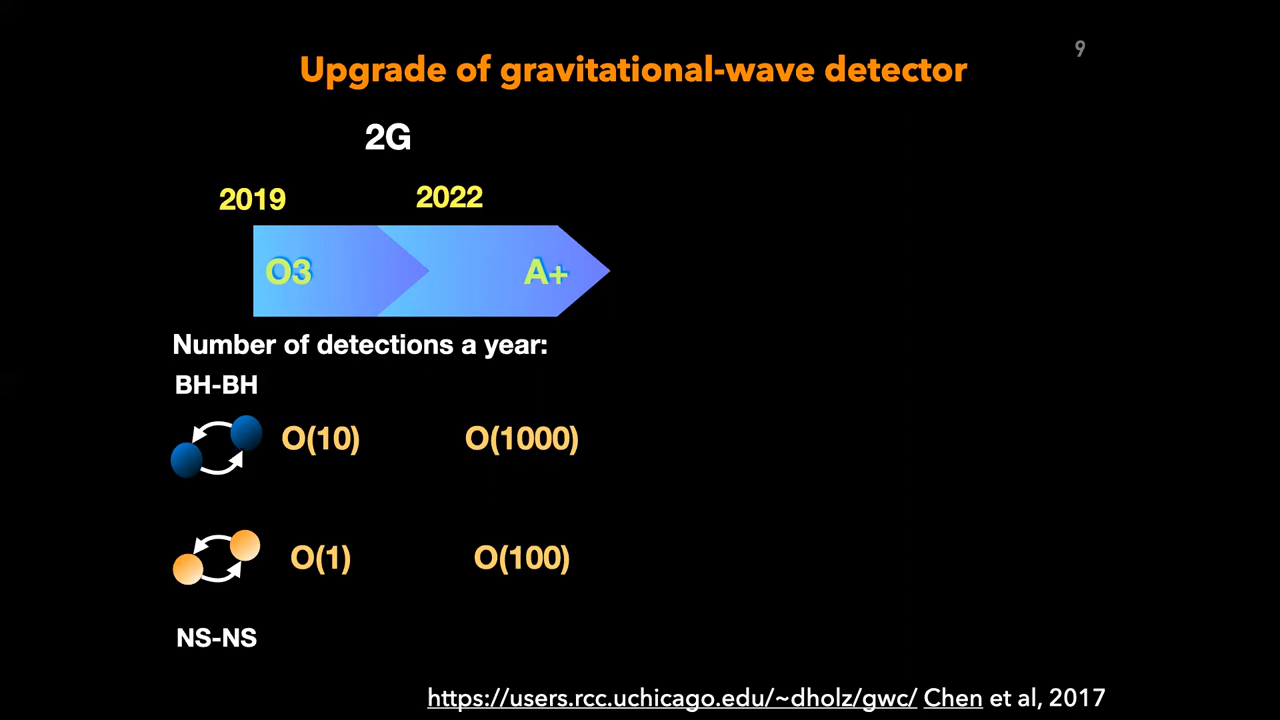 9
Upgrade of gravitational-wave detector
2G
2019 2022
O3 A+
Number of detections a year:
BH-BH
O(10) O(1000)
O(1) O(100)
NS-NS
https://users.rcc.uchicago.edu/~dholz/gwc/ Chen et al, 2017